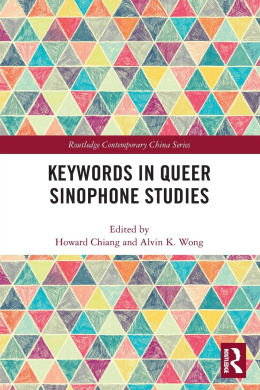 Routledge Contemporary China Series
KEYWORDS IN QUEER
SINOPHONE STUDIES
Edited by
Howard Chiang and Alvin K. Wong
R
ROUTLEDGE